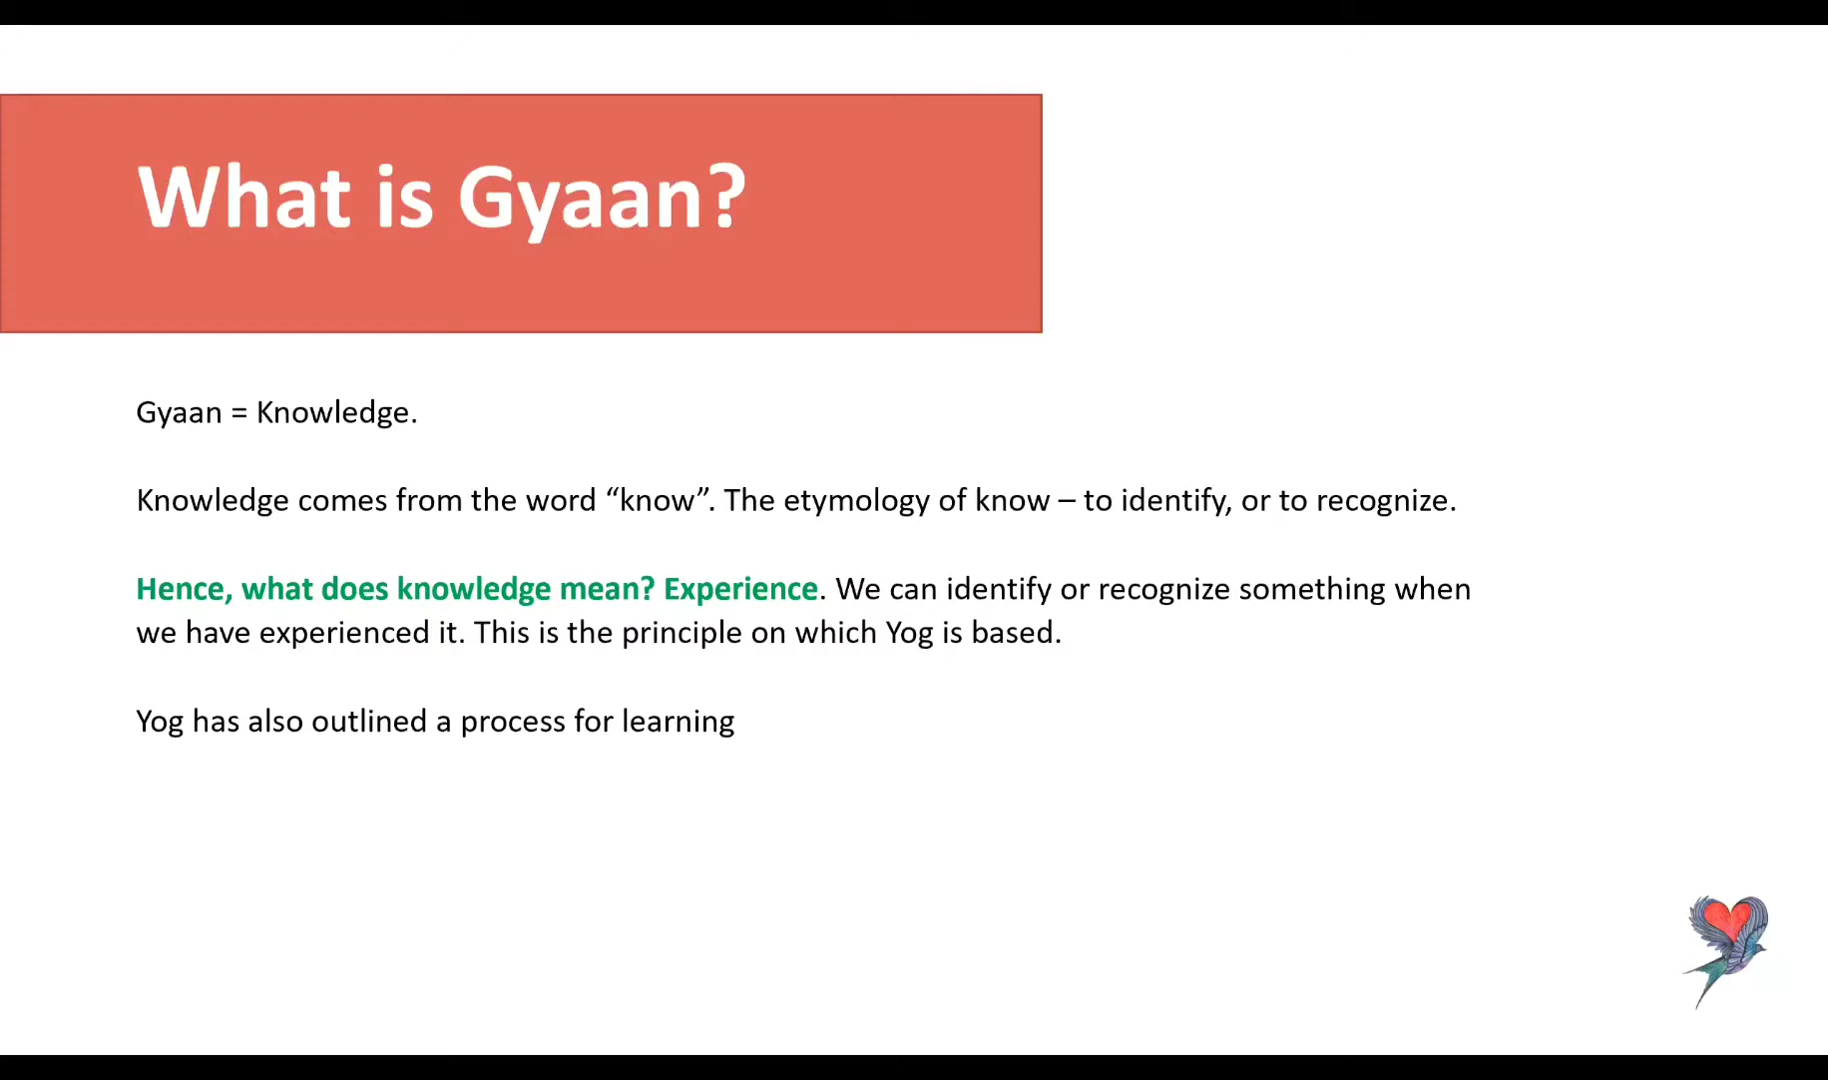 What is Gyaan?
Gyaan = Knowledge.
Knowledge comes from the word “know”. The etymology of know – to identify, or to recognize.
Hence, what does knowledge mean? Experience. We can identify or recognize something when
we have experienced it. This is the principle on which Yog is based.
Yog has also outlined a process for learning